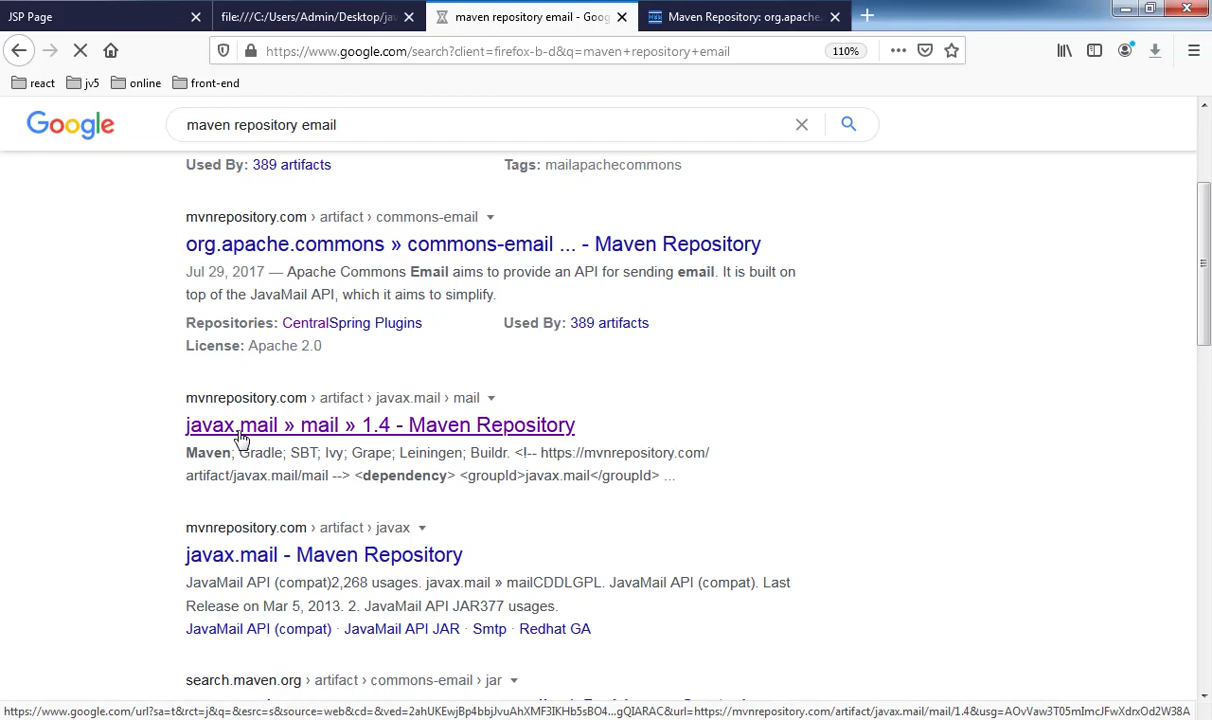 JSP Page
file:///C:/Users/Admin/Desktop/jav
maven repository email - Goog
Maven Repository: org.apache.
https://www.google.com/search?client=firefox-b-d&q=maven+repository+email
110%
react
jv5
online
front-end
Google
maven repository email
Used By: 389 artifacts
Tags: mailapachecommons
mvnrepository.com › artifact › commons-email
org.apache.commons » commons-email ... - Maven Repository
Jul 29, 2017 — Apache Commons Email aims to provide an API for sending email. It is built on
top of the JavaMail API, which it aims to simplify.
Repositories: CentralSpring Plugins
Used By: 389 artifacts
License: Apache 2.0
mvnrepository.com › artifact › javax.mail › mail
javax.mail » mail » 1.4 - Maven Repository
Maven; Gradle; SBT; Ivy; Grape; Leiningen; Buildr. <!-- https://mvnrepository.com/
artifact/javax.mail/mail --> <dependency> <groupId>javax.mail</groupId> ...
mvnrepository.com › artifact › javax
javax.mail - Maven Repository
JavaMail API (compat)2,268 usages. javax.mail » mailCDDLGPL. JavaMail API (compat). Last
Release on Mar 5, 2013. 2. JavaMail API JAR377 usages.
JavaMail API (compat) · JavaMail API JAR · Smtp · Redhat GA
search.maven.org › artifact › commons-email › jar
https://www.google.com/url?sa=t&rct=j&q=&esrc=s&source=web&cd=&ved=2ahUKEwjBp4bbjJvuAhXMF3IKHb5sBO4...gQIARAC&url=https://mvnrepository.com/artifact/javax.mail/mail/1.4&usg=AOvVaw3T05mImcJFwXdrxOd2W38A